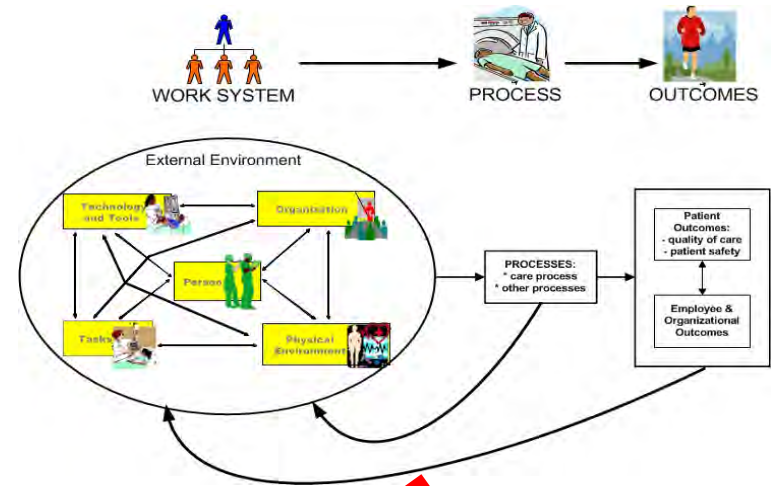 WORK SYSTEM
PROCESS
OUTCOMES
External Environment
Technology
and Tools
Organization
Person
Tasks
Physical
Environment
PROCESSES:
* care process
* other processes
Patient
Outcomes:
- quality of care
- patient safety
Employee &
Organizational
Outcomes